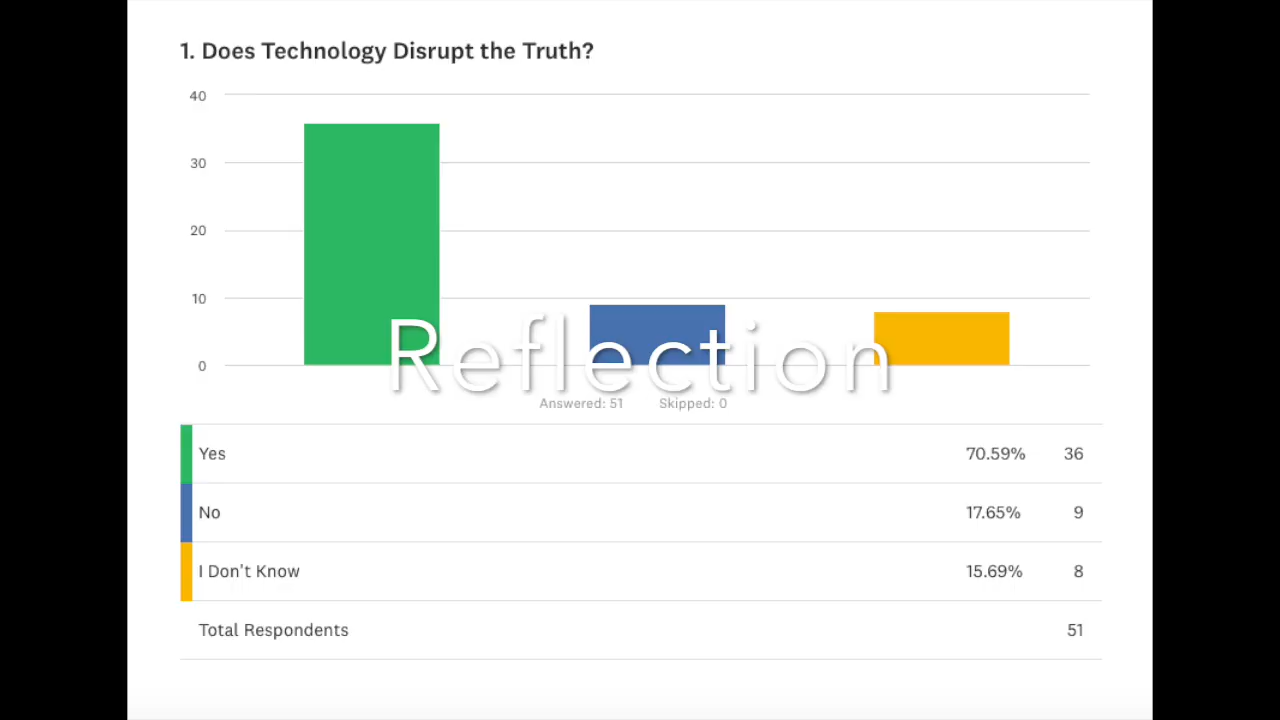 1. Does Technology Disrupt the Truth?
40
30
20
10
0
Reflection
Answered: 51 Skipped: 0
Yes 70.59% 36
No 17.65% 9
I Don't Know 15.69% 8
Total Respondents 51